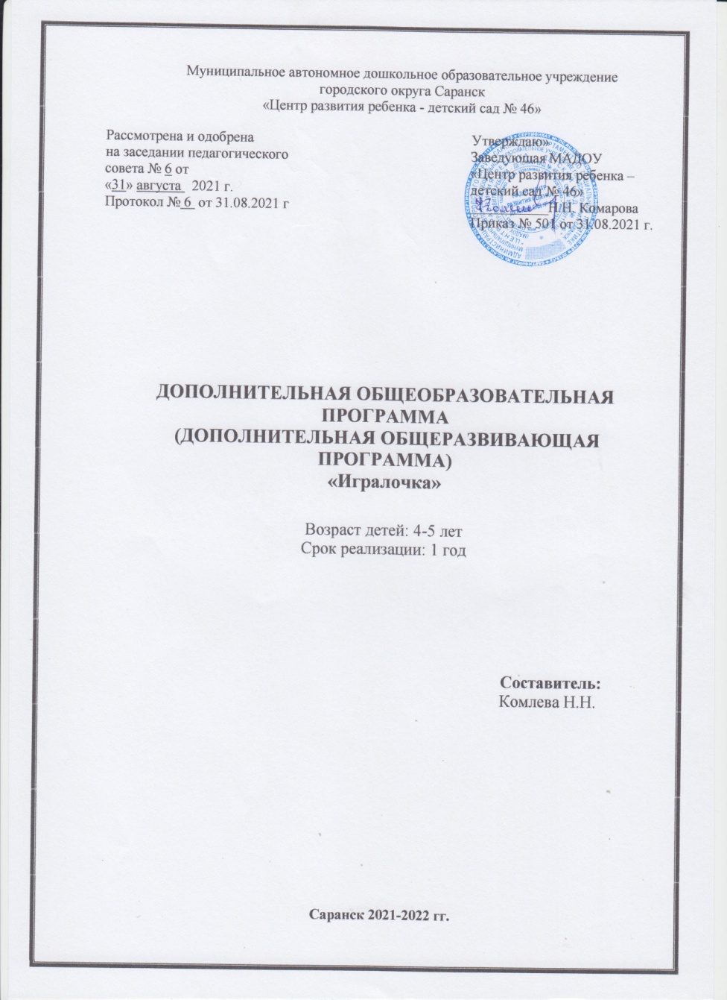 Муниципальное автономное дошкольное образовательное учреждение
городского округа Саранск
«Центр развития ребенка - детский сад № 46»
Рассмотрена и одобрена
на заседании педагогического
совета № 6 от
«31» августа 2021 г.
Протокол № 6 от 31.08.2021 г
Утверждаю»
Заведующая МАДОУ
«Центр развития ребенка –
детский сад № 46»
Н.Н. Комарова
Приказ № 501 от 31.08.2021 г.
ДОПОЛНИТЕЛЬНАЯ ОБЩЕОБРАЗОВАТЕЛЬНАЯ
ПРОГРАММА
(ДОПОЛНИТЕЛЬНАЯ ОБЩЕРАЗВИВАЮЩАЯ
ПРОГРАММА)
«Игралочка»
Возраст детей: 4-5 лет
Срок реализации: 1 год
Составитель:
Комлева Н.Н.
Саранск 2021-2022 гг.